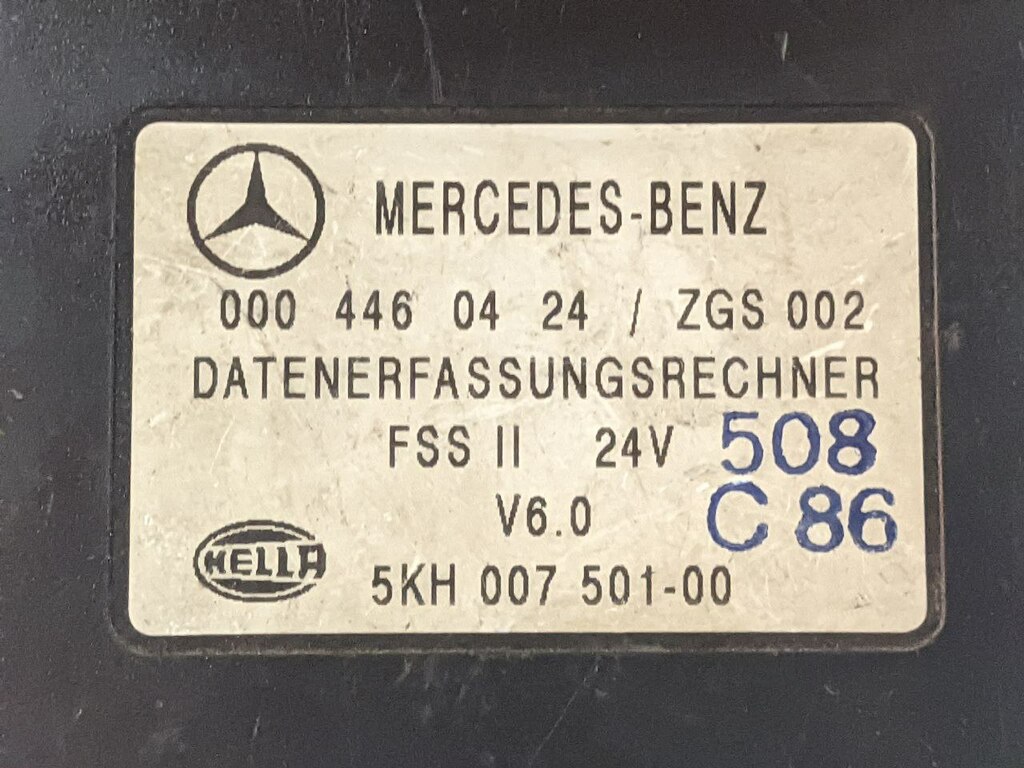 MERCEDES-BENZ
000 446 04 24 / ZGS 002
DATENERFASSUNGSRECHNER
FSS II 24V 508
V6.0 C 86
HELLA
5KH 007 501-00